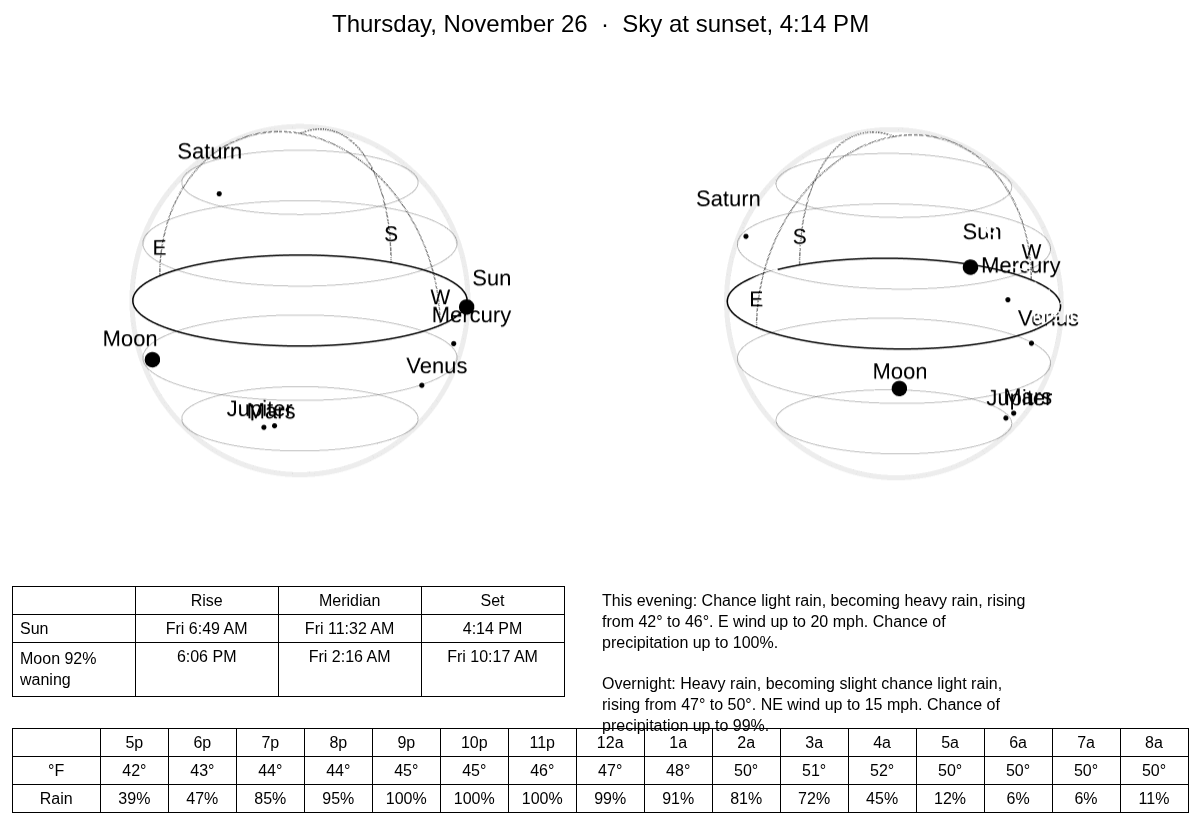 Thursday, November 26 · Sky at sunset, 4:14 PM
Saturn
E
S
Sun
W
Mercury
Moon
Venus
Jupiter
Mars
Saturn
S
Sun
W
Mercury
E
Venus
Moon
Jupiter
Mars
Rise Meridian Set
Sun Fri 6:49 AM Fri 11:32 AM 4:14 PM
Moon 92% waning 6:06 PM Fri 2:16 AM Fri 10:17 AM
This evening: Chance light rain, becoming heavy rain, rising
from 42° to 46°. E wind up to 20 mph. Chance of
precipitation up to 100%.
Overnight: Heavy rain, becoming slight chance light rain,
rising from 47° to 50°. NE wind up to 15 mph. Chance of
precipitation up to 99%.
5p 6p 7p 8p 9p 10p 11p 12a 1a 2a 3a 4a 5a 6a 7a 8a
°F 42° 43° 44° 44° 45° 45° 46° 47° 48° 50° 51° 52° 50° 50° 50° 50°
Rain 39% 47% 85% 95% 100% 100% 100% 99% 91% 81% 72% 45% 12% 6% 6% 11%